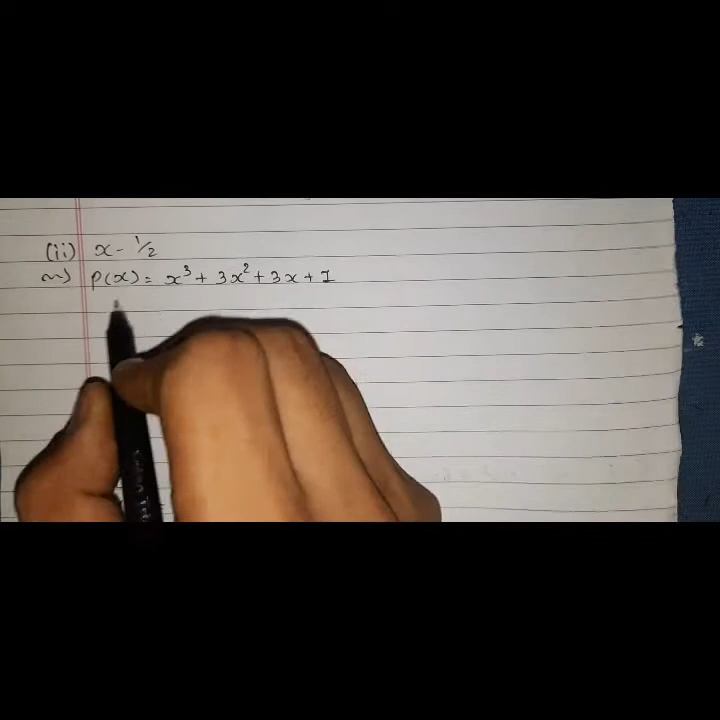 (ii) x - 1/2
→ P(x) = x³ + 3x² + 3x + 1